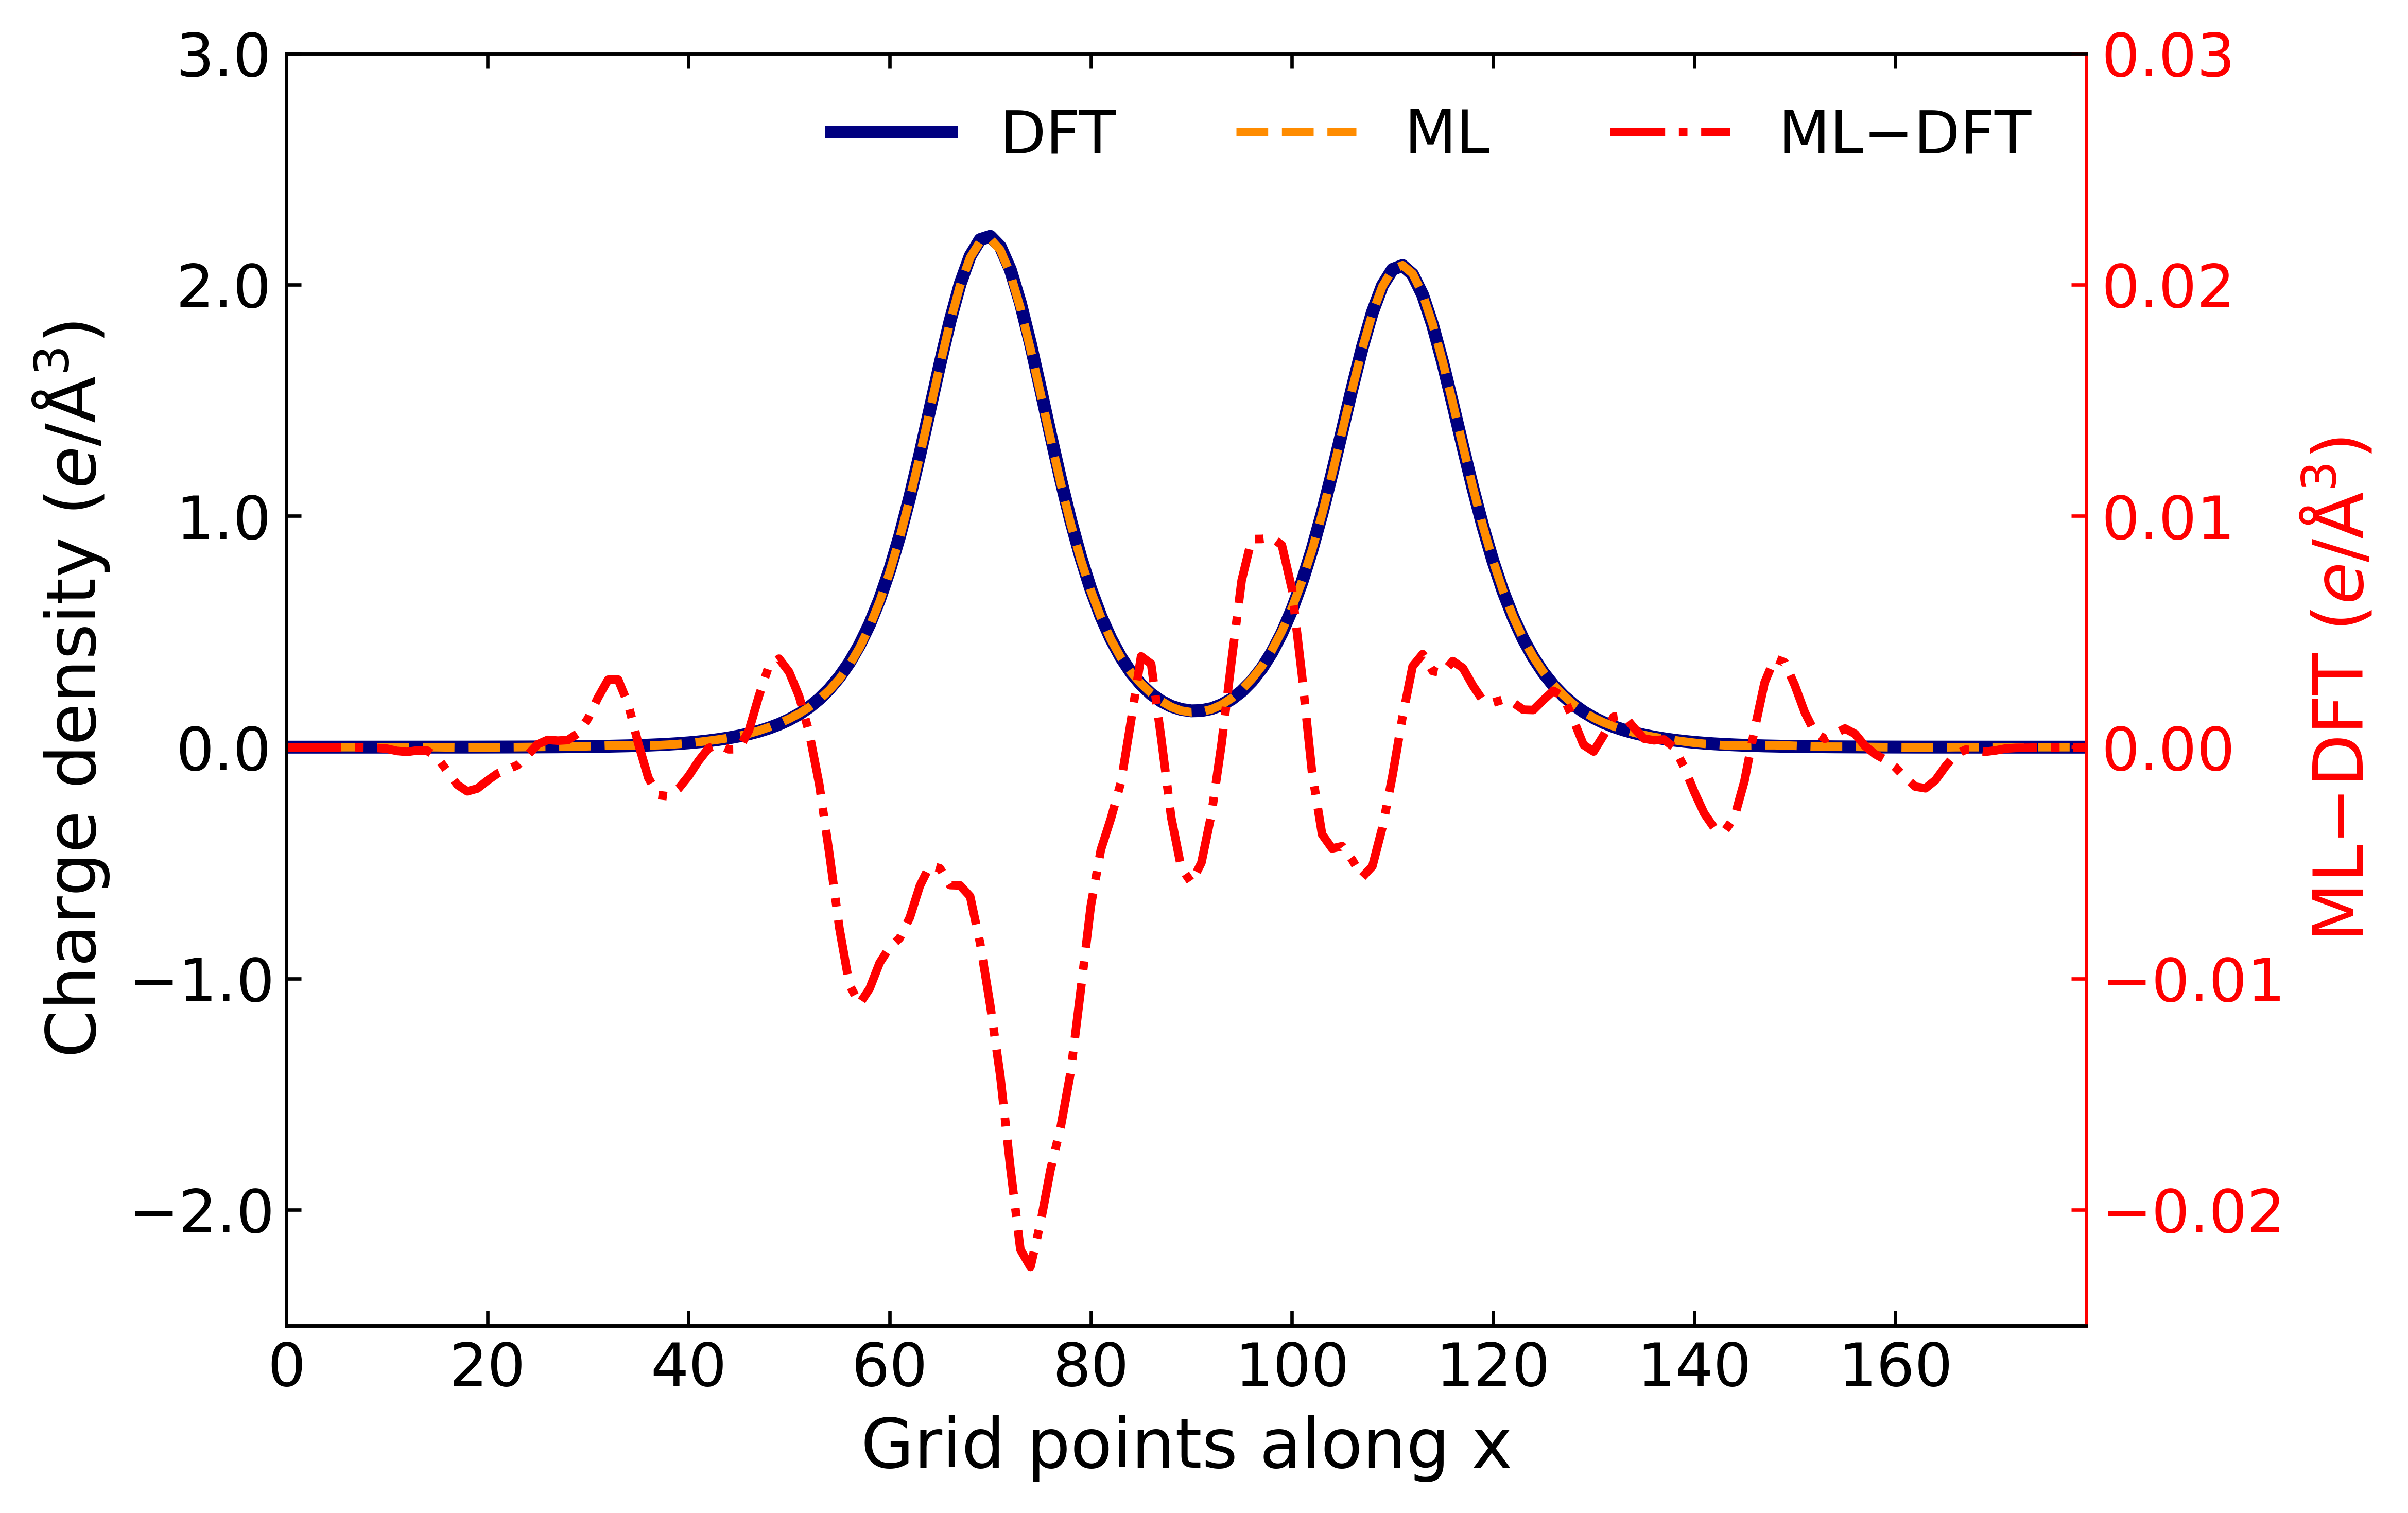 3.0
2.0
1.0
0.0
−1.0
−2.0
Charge density (e/Å³)
DFT
ML
ML−DFT
0.03
0.02
0.01
0.00
−0.01
−0.02
ML−DFT (e/Å³)
0 20 40 60 80 100 120 140 160
Grid points along x